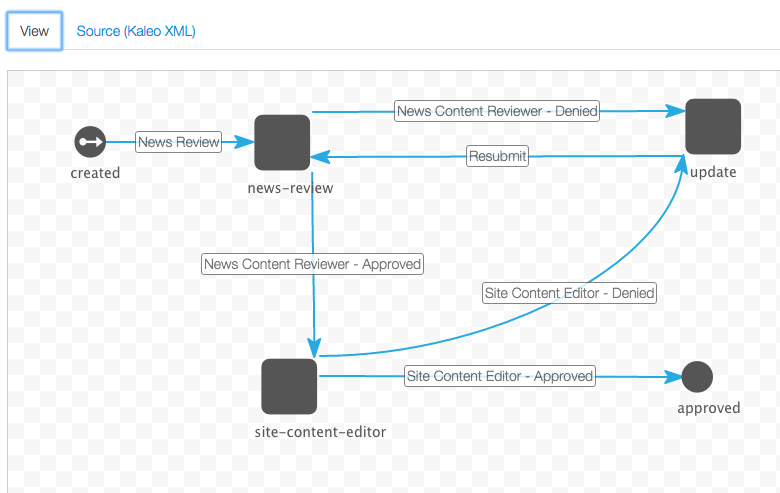 View
Source (Kaleo XML)
News Content Reviewer - Denied
News Review
Resubmit
created
news-review
update
News Content Reviewer - Approved
Site Content Editor - Denied
Site Content Editor - Approved
approved
site-content-editor